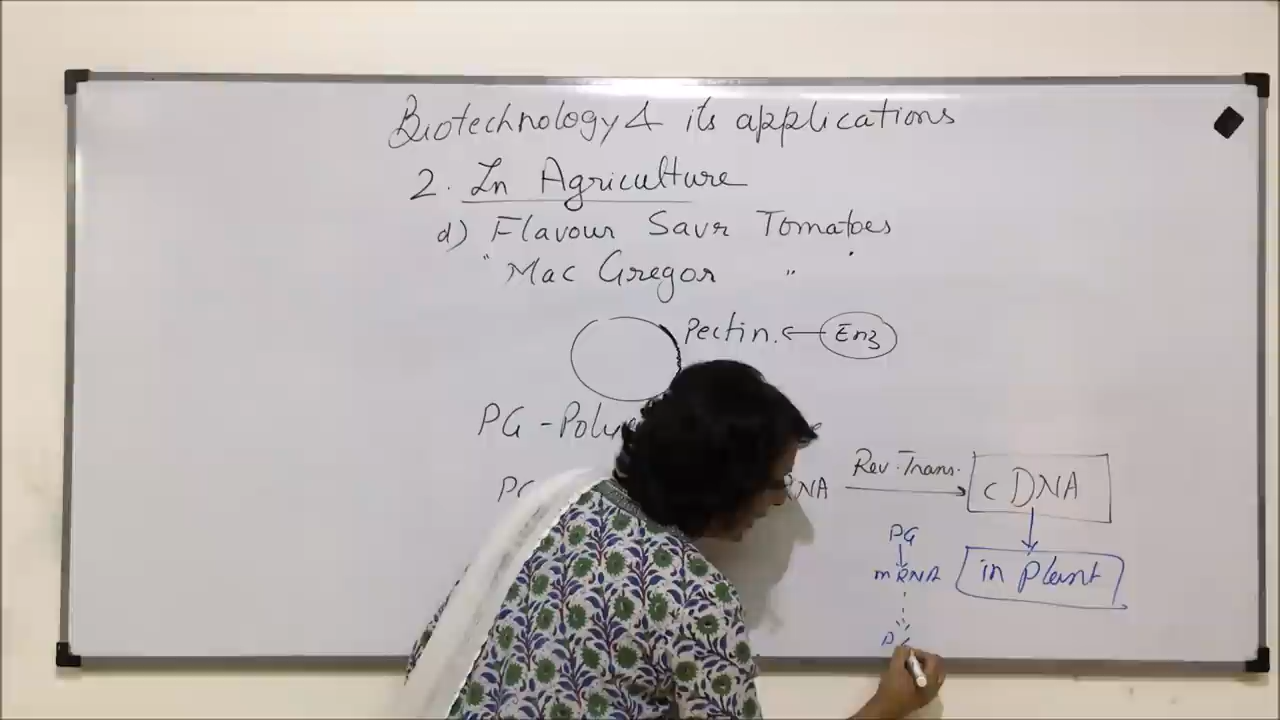 Biotechnology & its applications
2. In Agriculture
d) Flavour Savr Tomatoes
" Mac Gregor "
Pectin. ← Enz
PG - Poly
Rev. Trans.
RNA → cDNA
PG
mRNA
in Plant